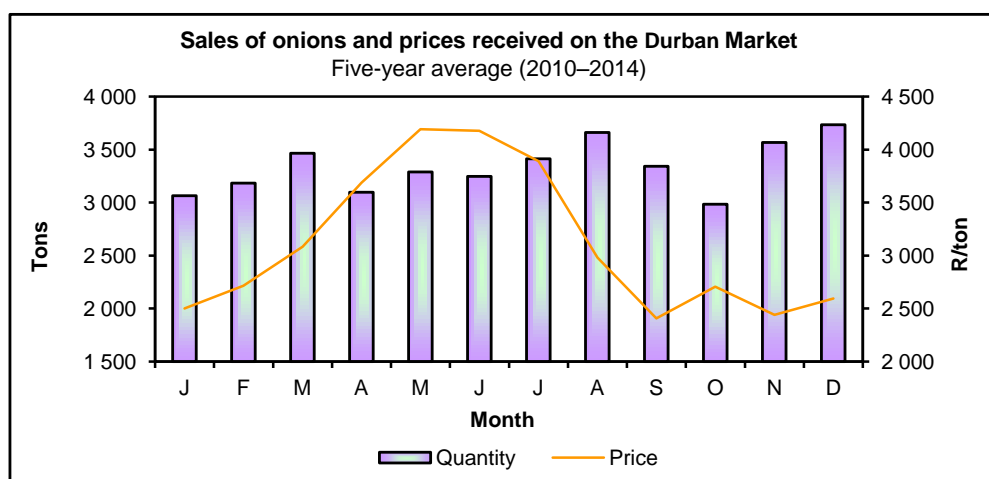 Sales of onions and prices received on the Durban Market
Five-year average (2010–2014)
4 000
3 500
3 000
2 500
2 000
1 500
Tons
4 500
4 000
3 500
3 000
2 500
2 000
R/ton
J F M A M J J A S O N D
Month
Quantity Price